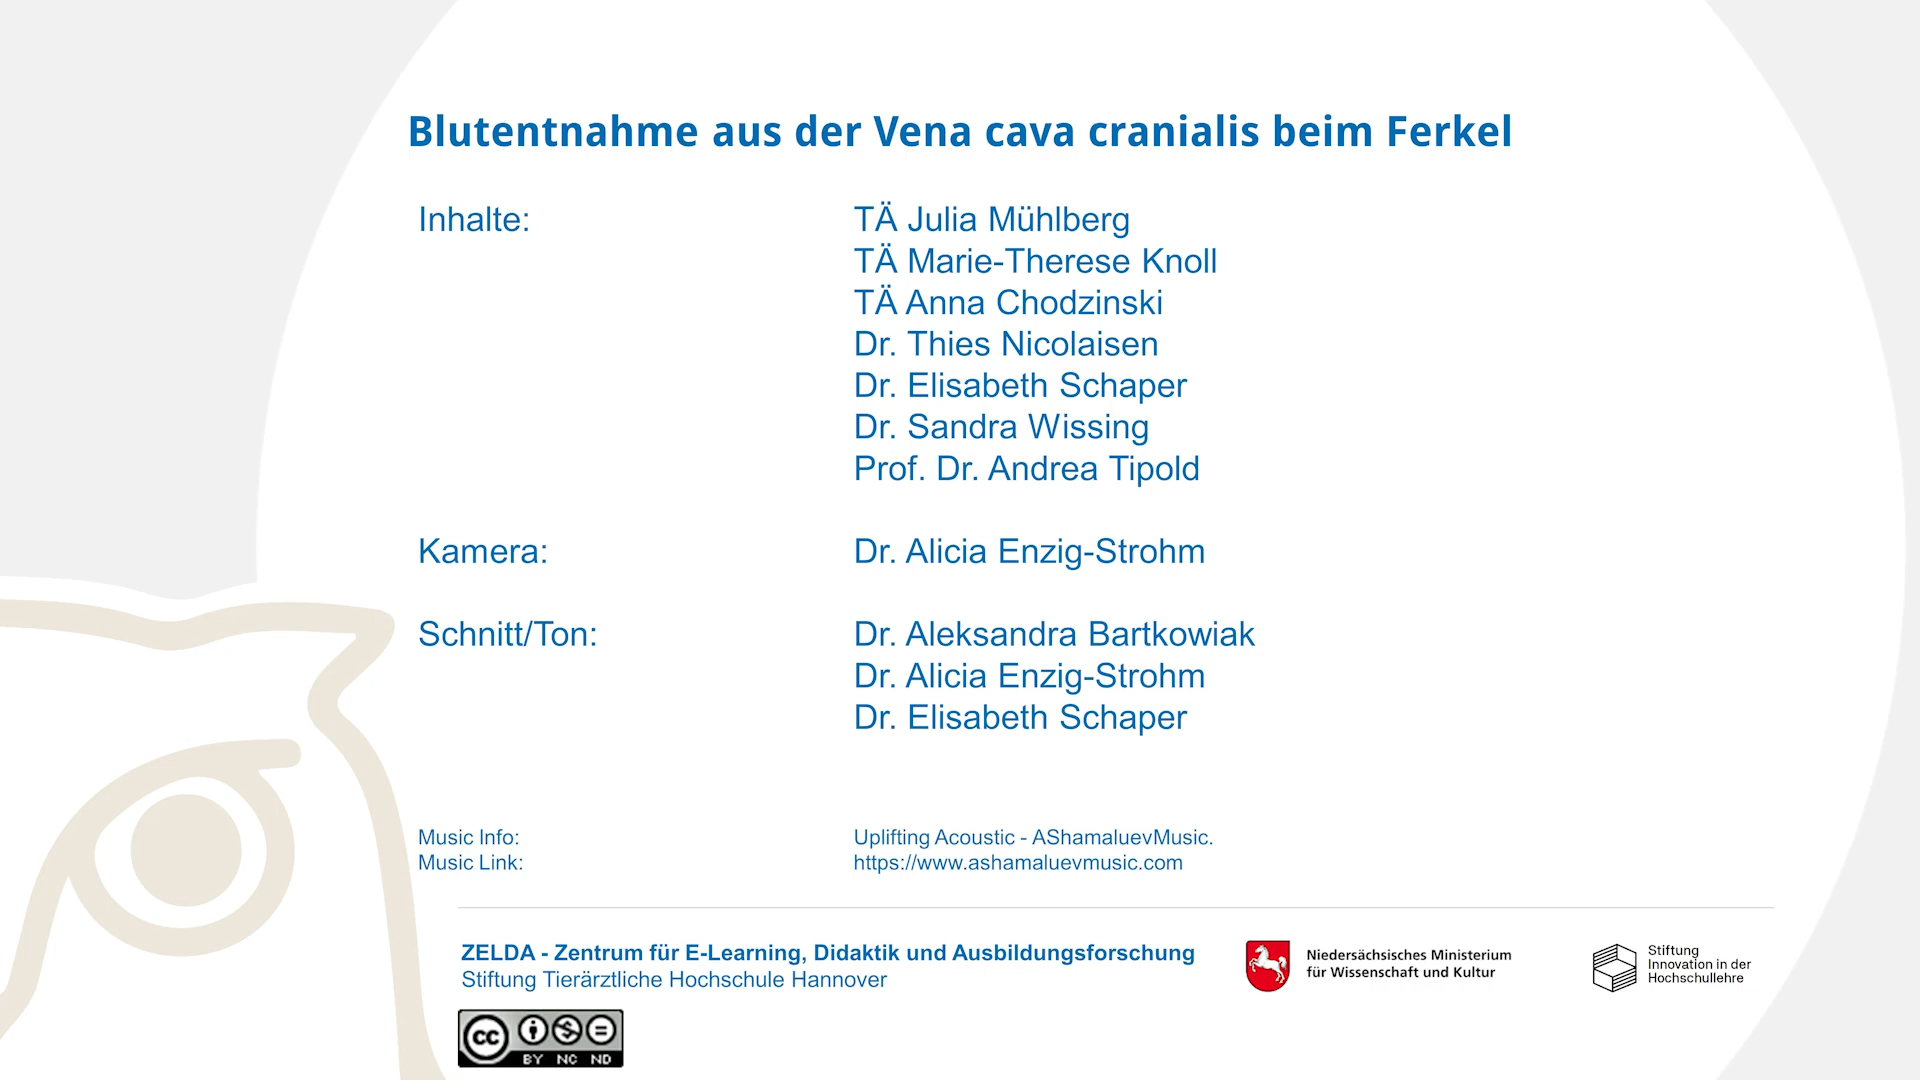 Blutentnahme aus der Vena cava cranialis beim Ferkel
Inhalte: TÄ Julia Mühlberg
TÄ Marie-Therese Knoll
TÄ Anna Chodzinski
Dr. Thies Nicolaisen
Dr. Elisabeth Schaper
Dr. Sandra Wissing
Prof. Dr. Andrea Tipold
Kamera: Dr. Alicia Enzig-Strohm
Schnitt/Ton: Dr. Aleksandra Bartkowiak
Dr. Alicia Enzig-Strohm
Dr. Elisabeth Schaper
Music Info: Uplifting Acoustic - AShamaluevMusic.
Music Link: https://www.ashamaluevmusic.com
ZELDA - Zentrum für E-Learning, Didaktik und Ausbildungsforschung
Stiftung Tierärztliche Hochschule Hannover
Niedersächsisches Ministerium
für Wissenschaft und Kultur
Stiftung
Innovation in der
Hochschullehre
cc BY NC ND